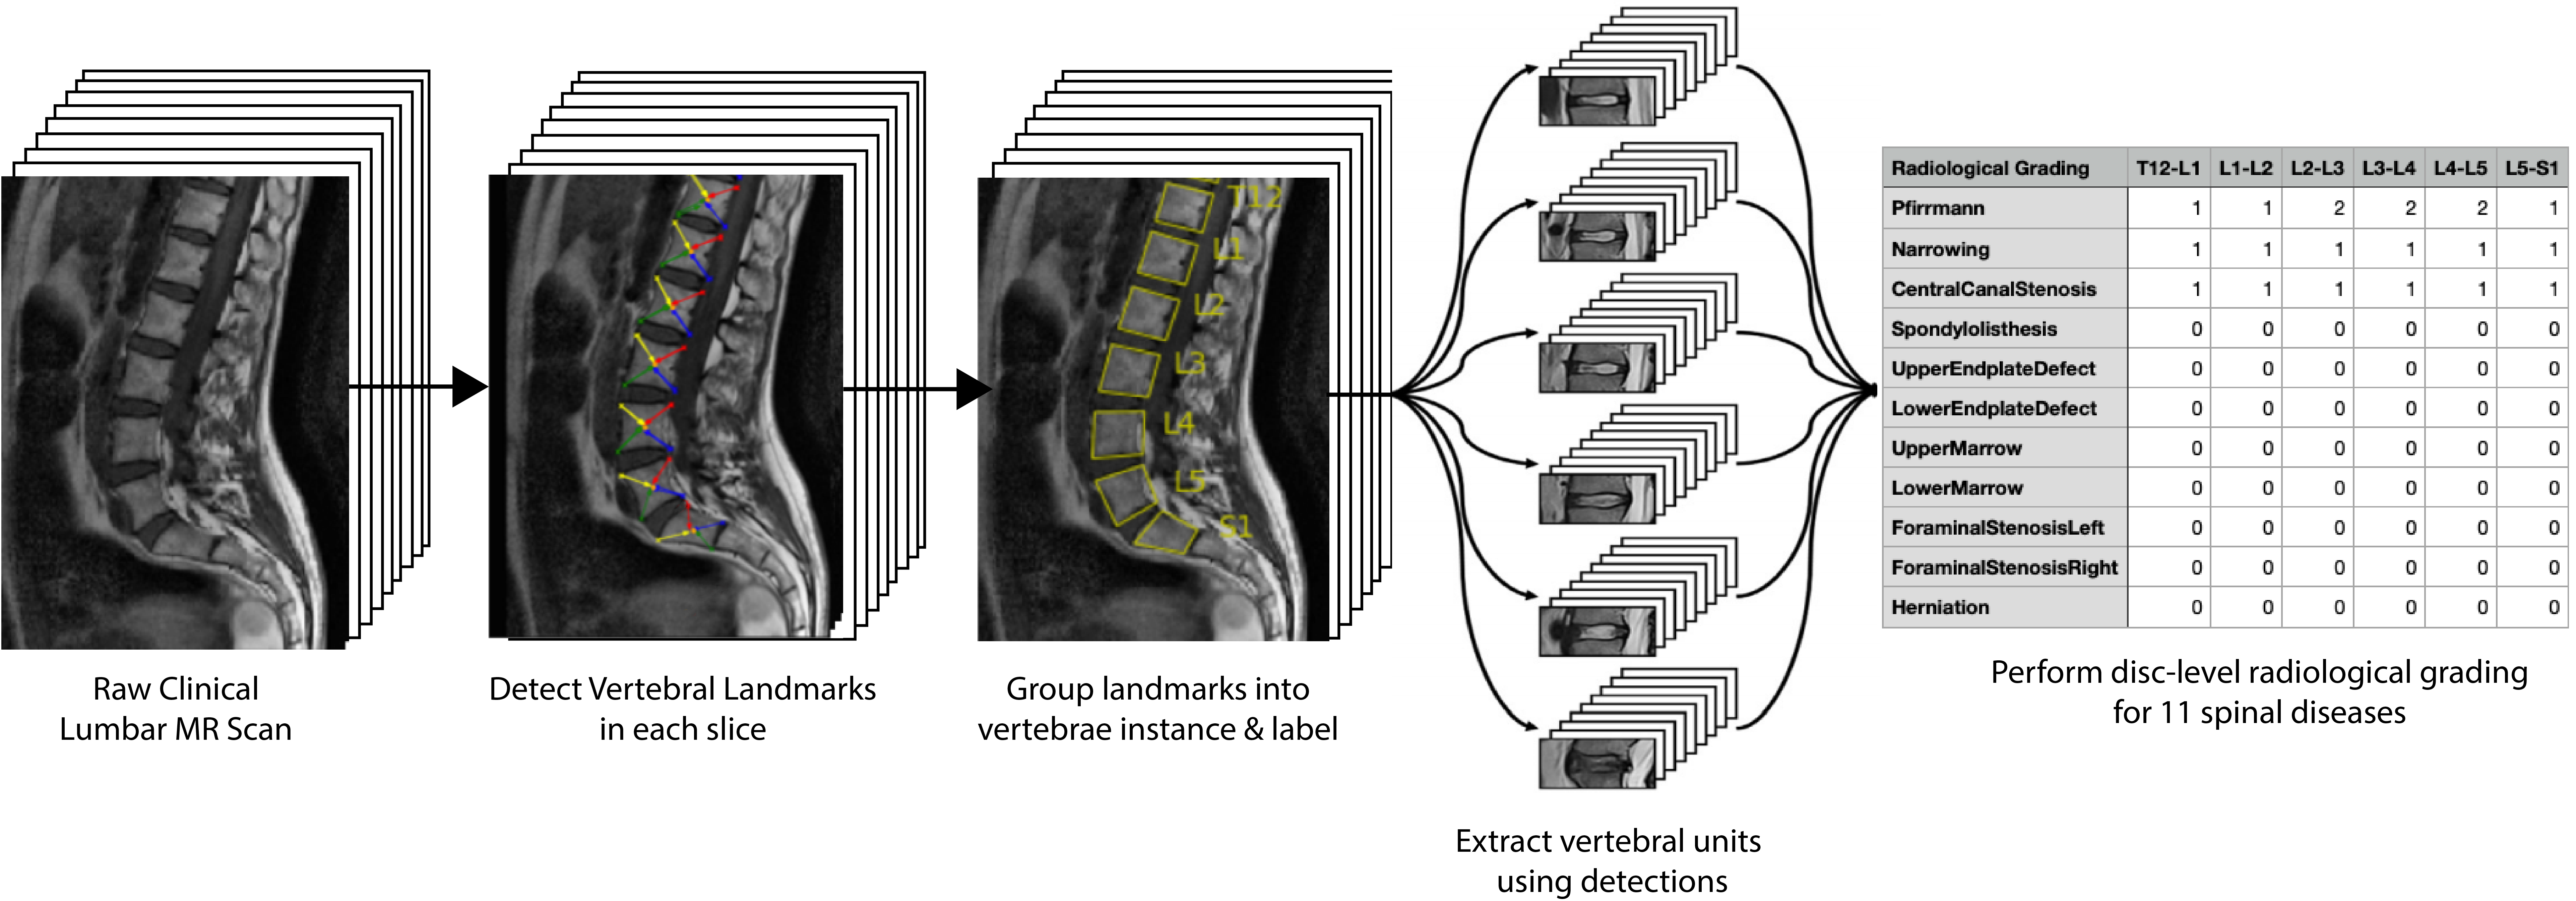 T12
L1
L2
L3
L4
L5
S1
Radiological Grading T12-L1 L1-L2 L2-L3 L3-L4 L4-L5 L5-S1
Pfirrmann 1 1 2 2 2 1
Narrowing 1 1 1 1 1 1
CentralCanalStenosis 1 1 1 1 1 1
Spondylolisthesis 0 0 0 0 0 0
UpperEndplateDefect 0 0 0 0 0 0
LowerEndplateDefect 0 0 0 0 0 0
UpperMarrow 0 0 0 0 0 0
LowerMarrow 0 0 0 0 0 0
ForaminalStenosisLeft 0 0 0 0 0 0
ForaminalStenosisRight 0 0 0 0 0 0
Herniation 0 0 0 0 0 0
Raw Clinical
Lumbar MR Scan
Detect Vertebral Landmarks
in each slice
Group landmarks into
vertebrae instance & label
Extract vertebral units
using detections
Perform disc-level radiological grading
for 11 spinal diseases